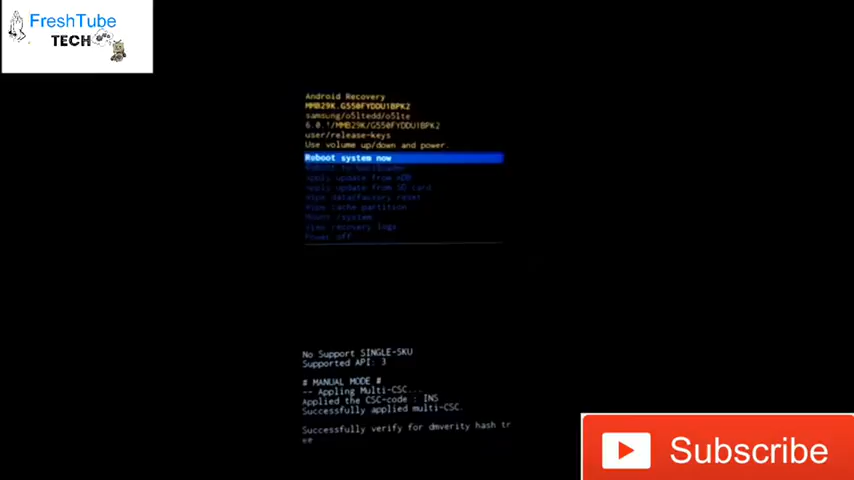 FreshTube
TECH
Android Recovery
MMB29K.G550FYDDU1BPK2
samsung/o5ltedd/o5lte
6.0.1/MMB29K/G550FYDDU1BPK2
user/release-keys
Use volume up/down and power.
Reboot system now
Reboot to bootloader
Apply update from ADB
Apply update from SD card
Wipe data/factory reset
Wipe cache partition
Mount /system
View recovery logs
Power off
No Support SINGLE-SKU
Supported API: 3
# MANUAL MODE #
-- Appling Multi-CSC...
Applied the CSC-code : INS
Successfully applied multi-CSC.
Successfully verify for dmverity hash tr
ee
Subscribe